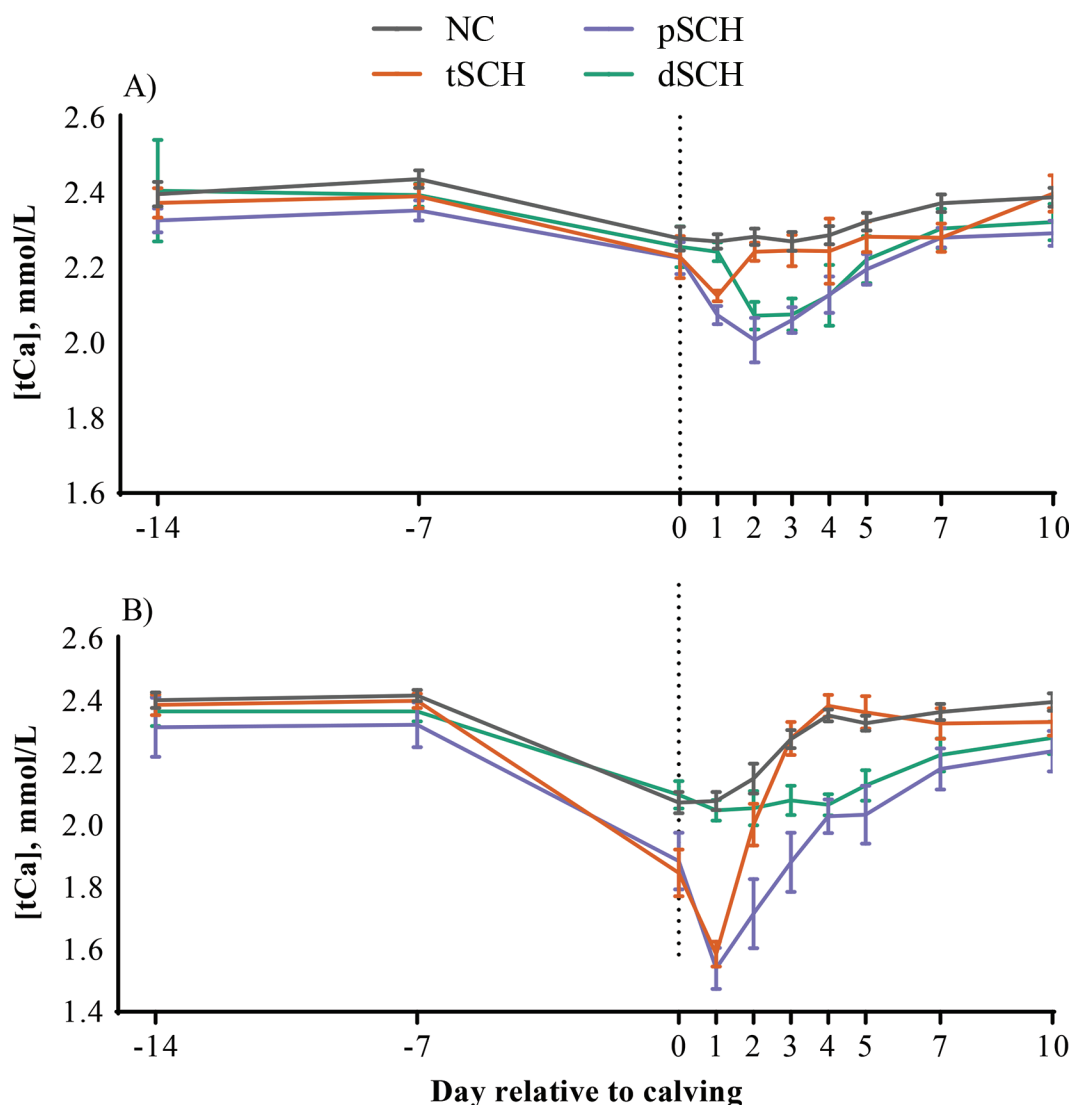 NC pSCH
tSCH dSCH
A)
2.6
2.4
2.2
2.0
1.8
1.6
[tCa], mmol/L
-14 -7 0 1 2 3 4 5 7 10
B)
2.6
2.4
2.2
2.0
1.8
1.6
1.4
[tCa], mmol/L
-14 -7 0 1 2 3 4 5 7 10
Day relative to calving